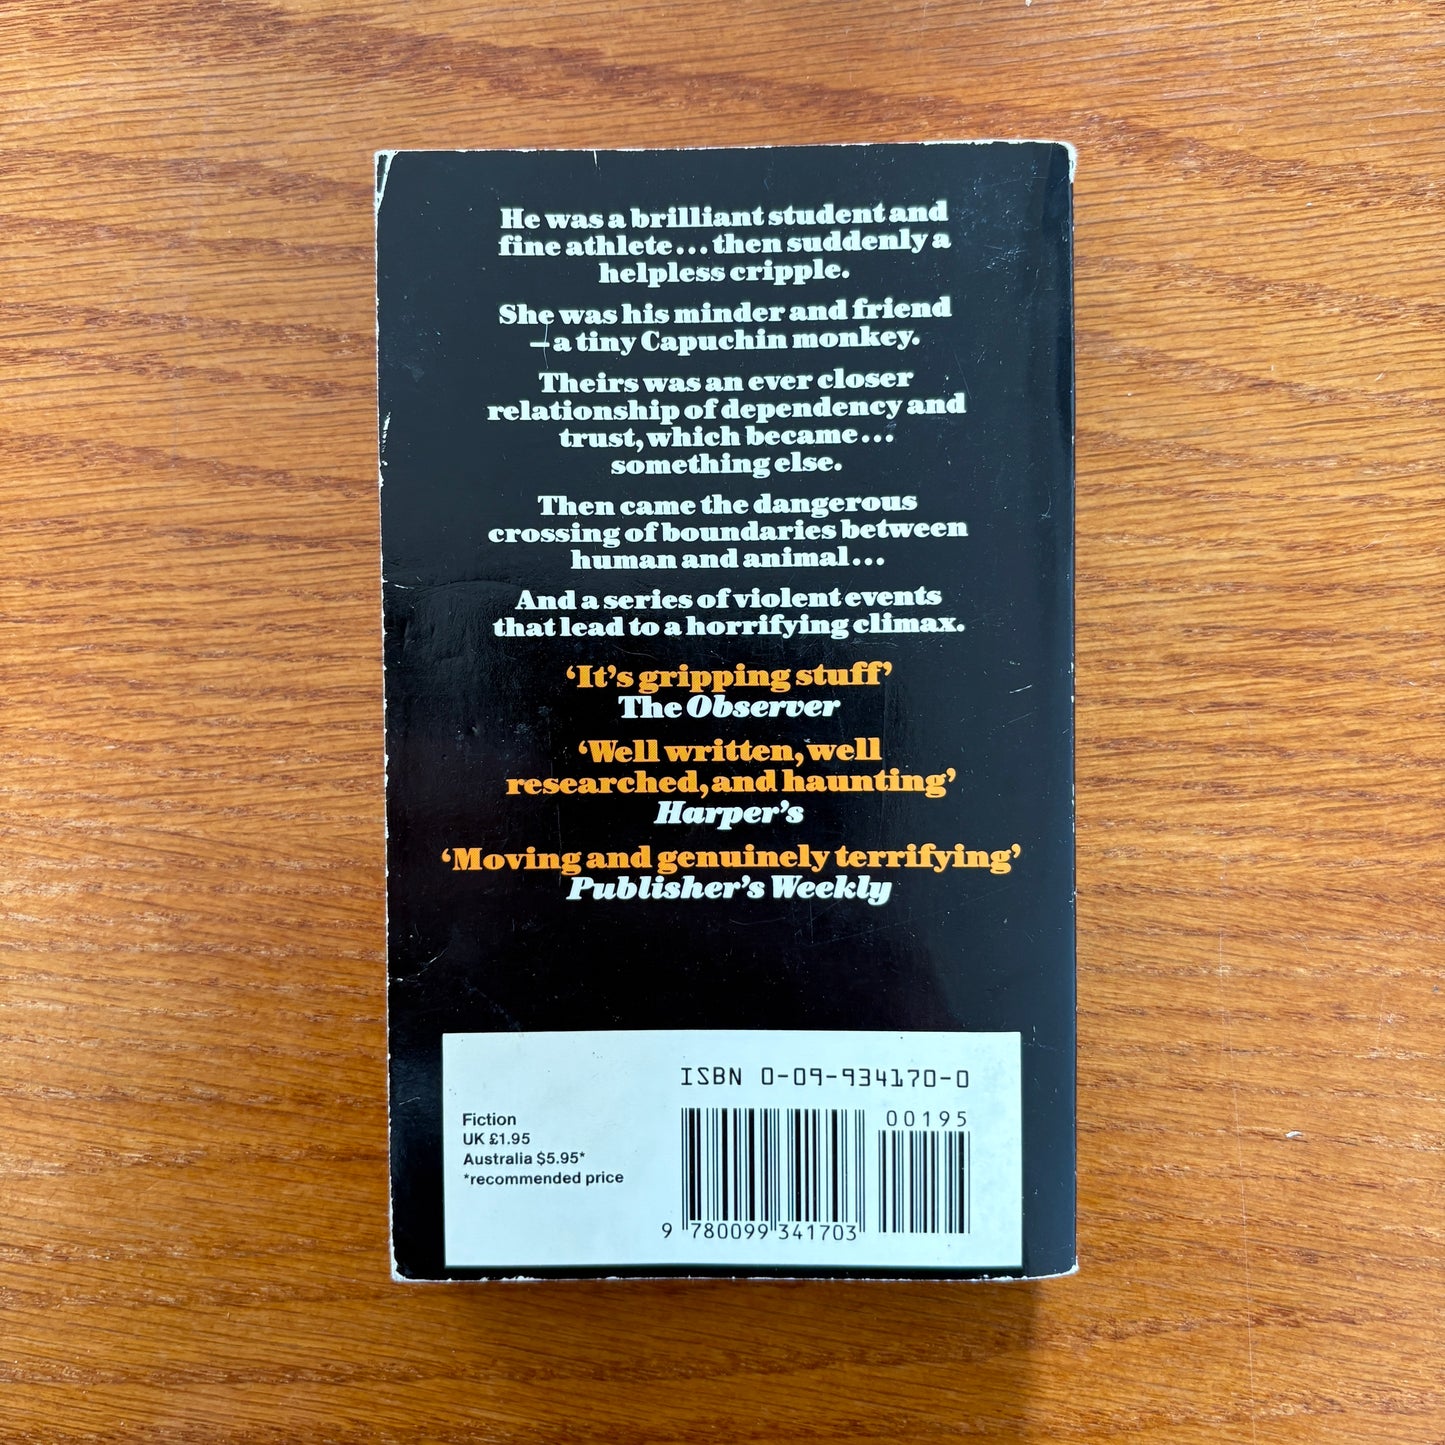 He was a brilliant student and
fine athlete... then suddenly a
helpless cripple.
She was his minder and friend
– a tiny Capuchin monkey.
Theirs was an ever closer
relationship of dependency and
trust, which became...
something else.
Then came the dangerous
crossing of boundaries between
human and animal...
And a series of violent events
that lead to a horrifying climax.
‘It’s gripping stuff’
The Observer
‘Well written, well
researched, and haunting’
Harper’s
‘Moving and genuinely terrifying’
Publisher’s Weekly
ISBN 0-09-934170-0
00195
Fiction
UK £1.95
Australia $5.95*
*recommended price
9 780099 341703